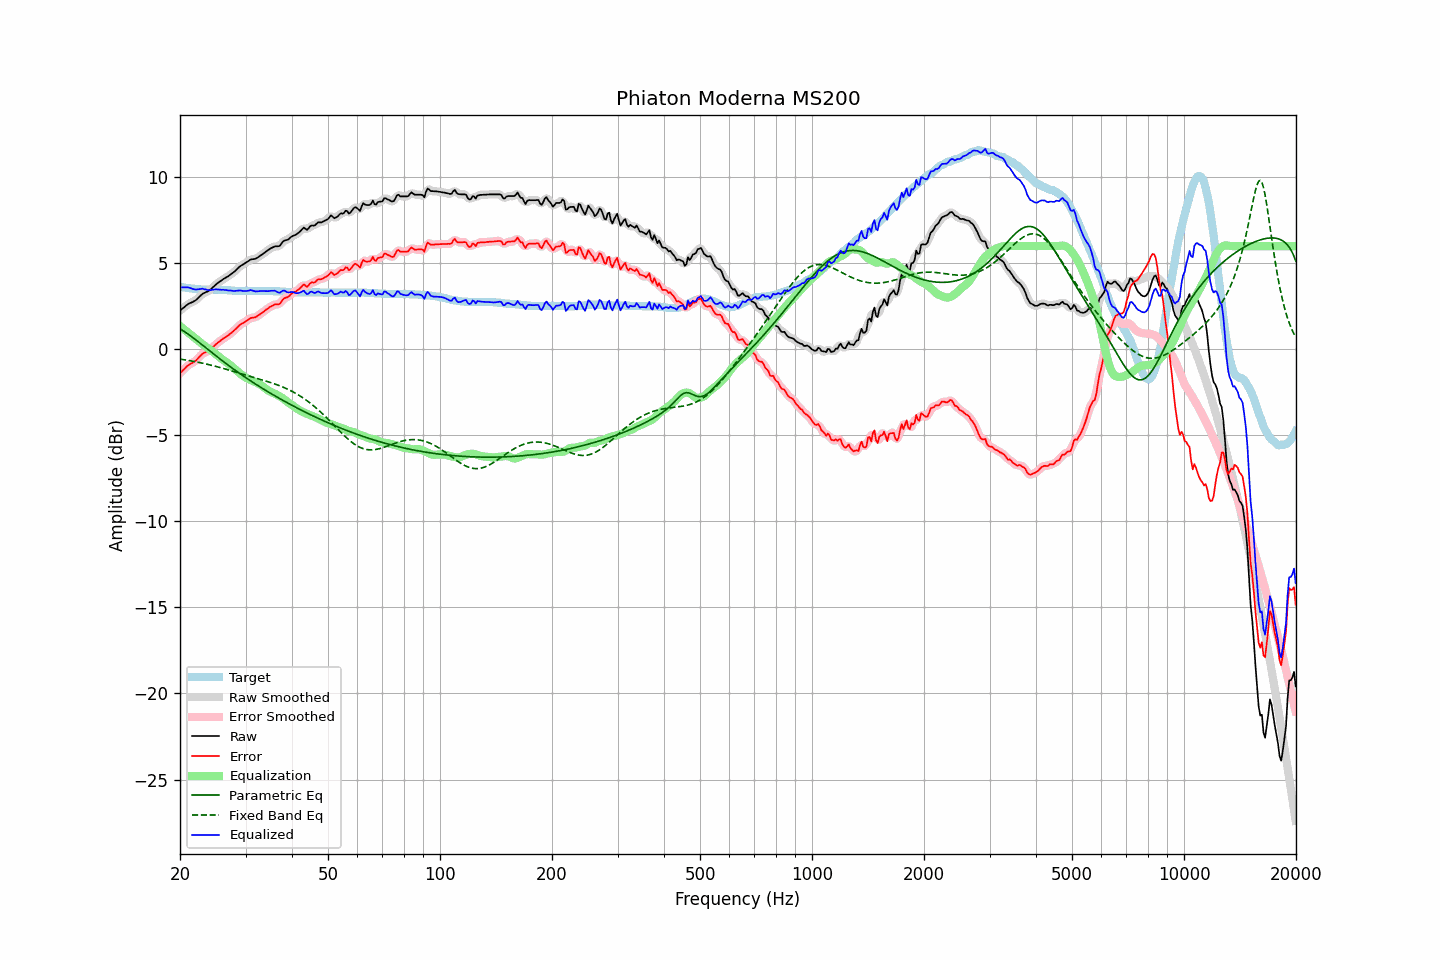 Phiaton Moderna MS200
10
5
0
−5
−10
−15
−20
−25
Amplitude (dBr)
Target
Raw Smoothed
Error Smoothed
Raw
Error
Equalization
Parametric Eq
Fixed Band Eq
Equalized
20 50 100 200 500 1000 2000 5000 10000 20000
Frequency (Hz)